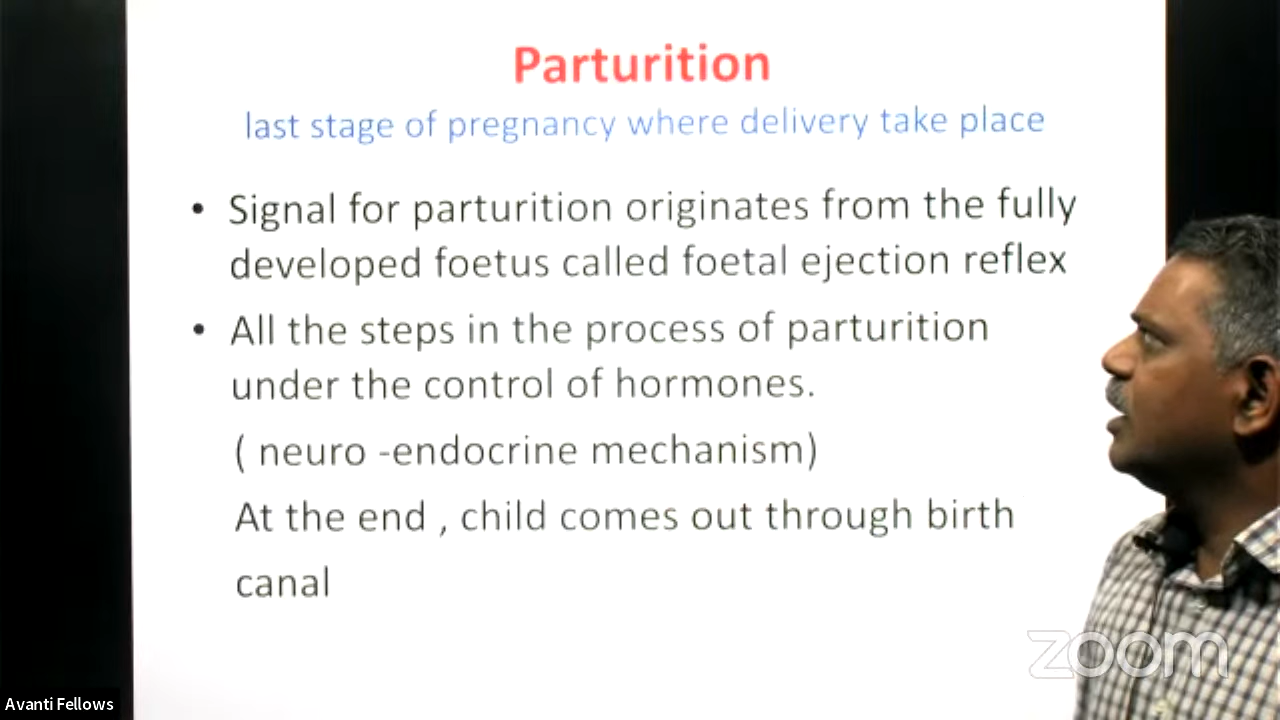 Parturition
last stage of pregnancy where delivery take place
• Signal for parturition originates from the fully
developed foetus called foetal ejection reflex
• All the steps in the process of parturition
under the control of hormones.
( neuro -endocrine mechanism)
At the end , child comes out through birth
canal
zoom
Avanti Fellows